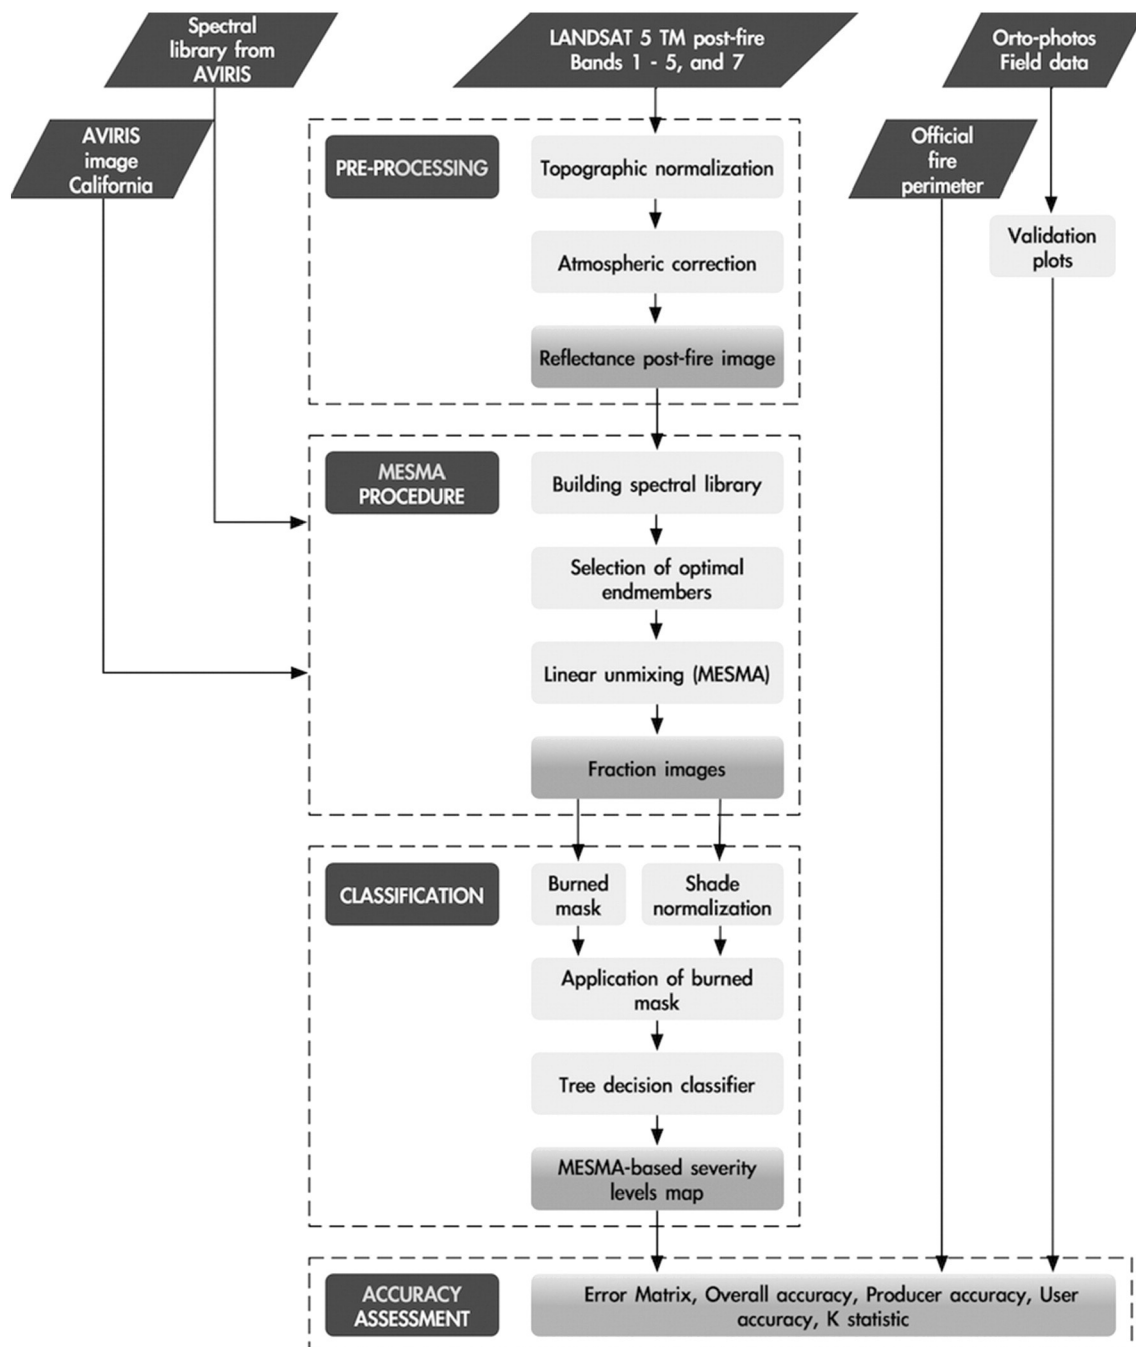 Spectral
library from
AVIRIS
LANDSAT 5 TM post-fire
Bands 1 - 5, and 7
Orto-photos
Field data
AVIRIS
image
California
Official
fire
perimeter
PRE-PROCESSING
Topographic normalization
Validation
plots
Atmospheric correction
Reflectance post-fire image
MESMA
PROCEDURE
Building spectral library
Selection of optimal
endmembers
Linear unmixing (MESMA)
Fraction images
CLASSIFICATION
Burned
mask
Shade
normalization
Application of burned
mask
Tree decision classifier
MESMA-based severity
levels map
ACCURACY
ASSESSMENT
Error Matrix, Overall accuracy, Producer accuracy, User
accuracy, K statistic